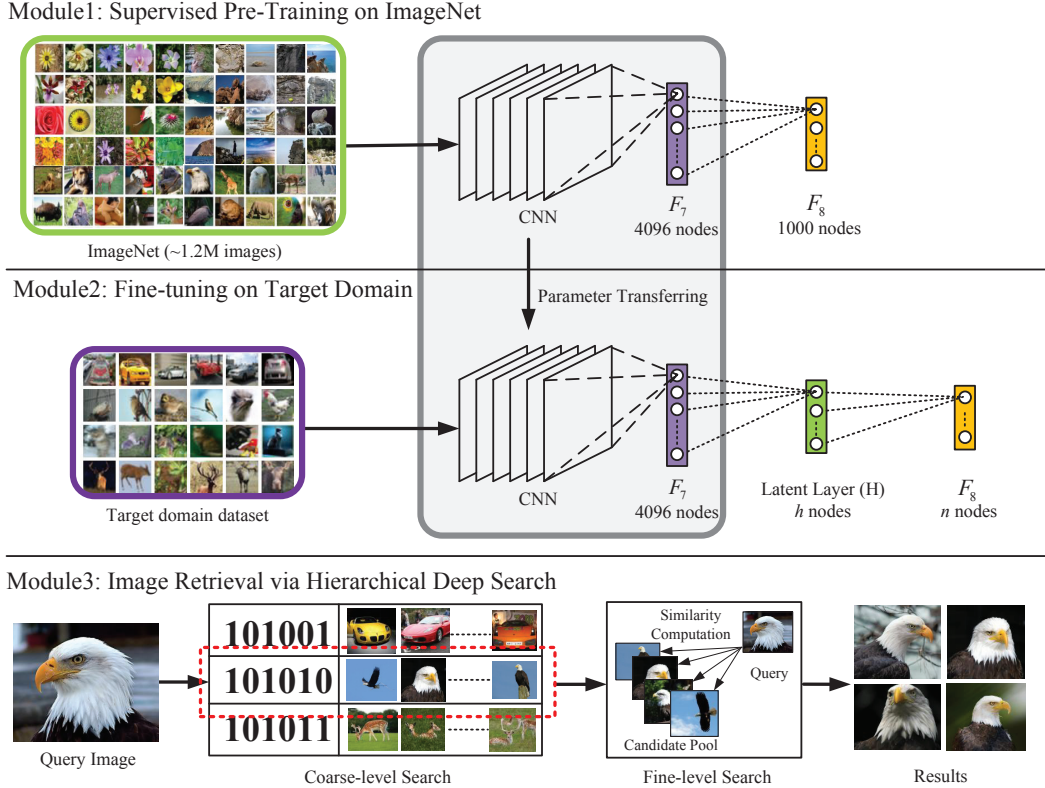 Module1: Supervised Pre-Training on ImageNet
CNN
F7
4096 nodes
F8
1000 nodes
ImageNet (~1.2M images)
Module2: Fine-tuning on Target Domain
Parameter Transferring
CNN
F7
4096 nodes
Latent Layer (H)
h nodes
F8
n nodes
Target domain dataset
Module3: Image Retrieval via Hierarchical Deep Search
101001
101010
101011
Similarity
Computation
Query
Candidate Pool
Query Image
Coarse-level Search
Fine-level Search
Results